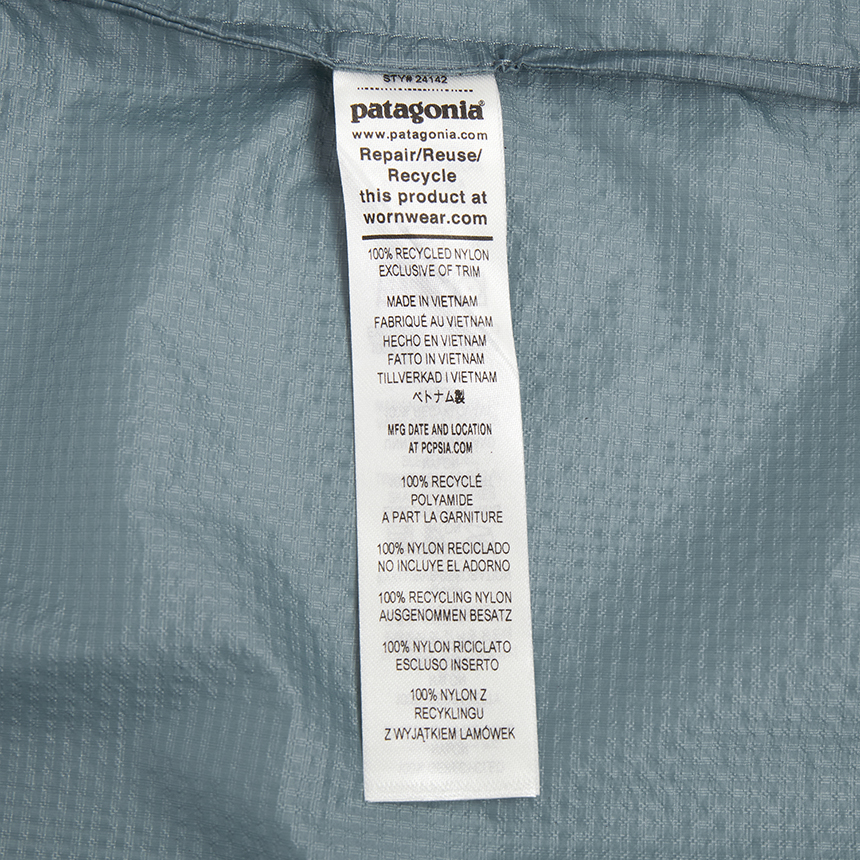 STY# 24142
patagonia®
www.patagonia.com
Repair/Reuse/
Recycle
this product at
wornwear.com
100% RECYCLED NYLON
EXCLUSIVE OF TRIM
MADE IN VIETNAM
FABRIQUÉ AU VIETNAM
HECHO EN VIETNAM
FATTO IN VIETNAM
TILLVERKAD I VIETNAM
ベトナム製
MFG DATE AND LOCATION
AT PCPSIA.COM
100% RECYCLÉ
POLYAMIDE
A PART LA GARNITURE
100% NYLON RECICLADO
NO INCLUYE EL ADORNO
100% RECYCLING NYLON
AUSGENOMMEN BESATZ
100% NYLON RICICLATO
ESCLUSO INSERTO
100% NYLON Z
RECYKLINGU
Z WYJĄTKIEM LAMÓWEK